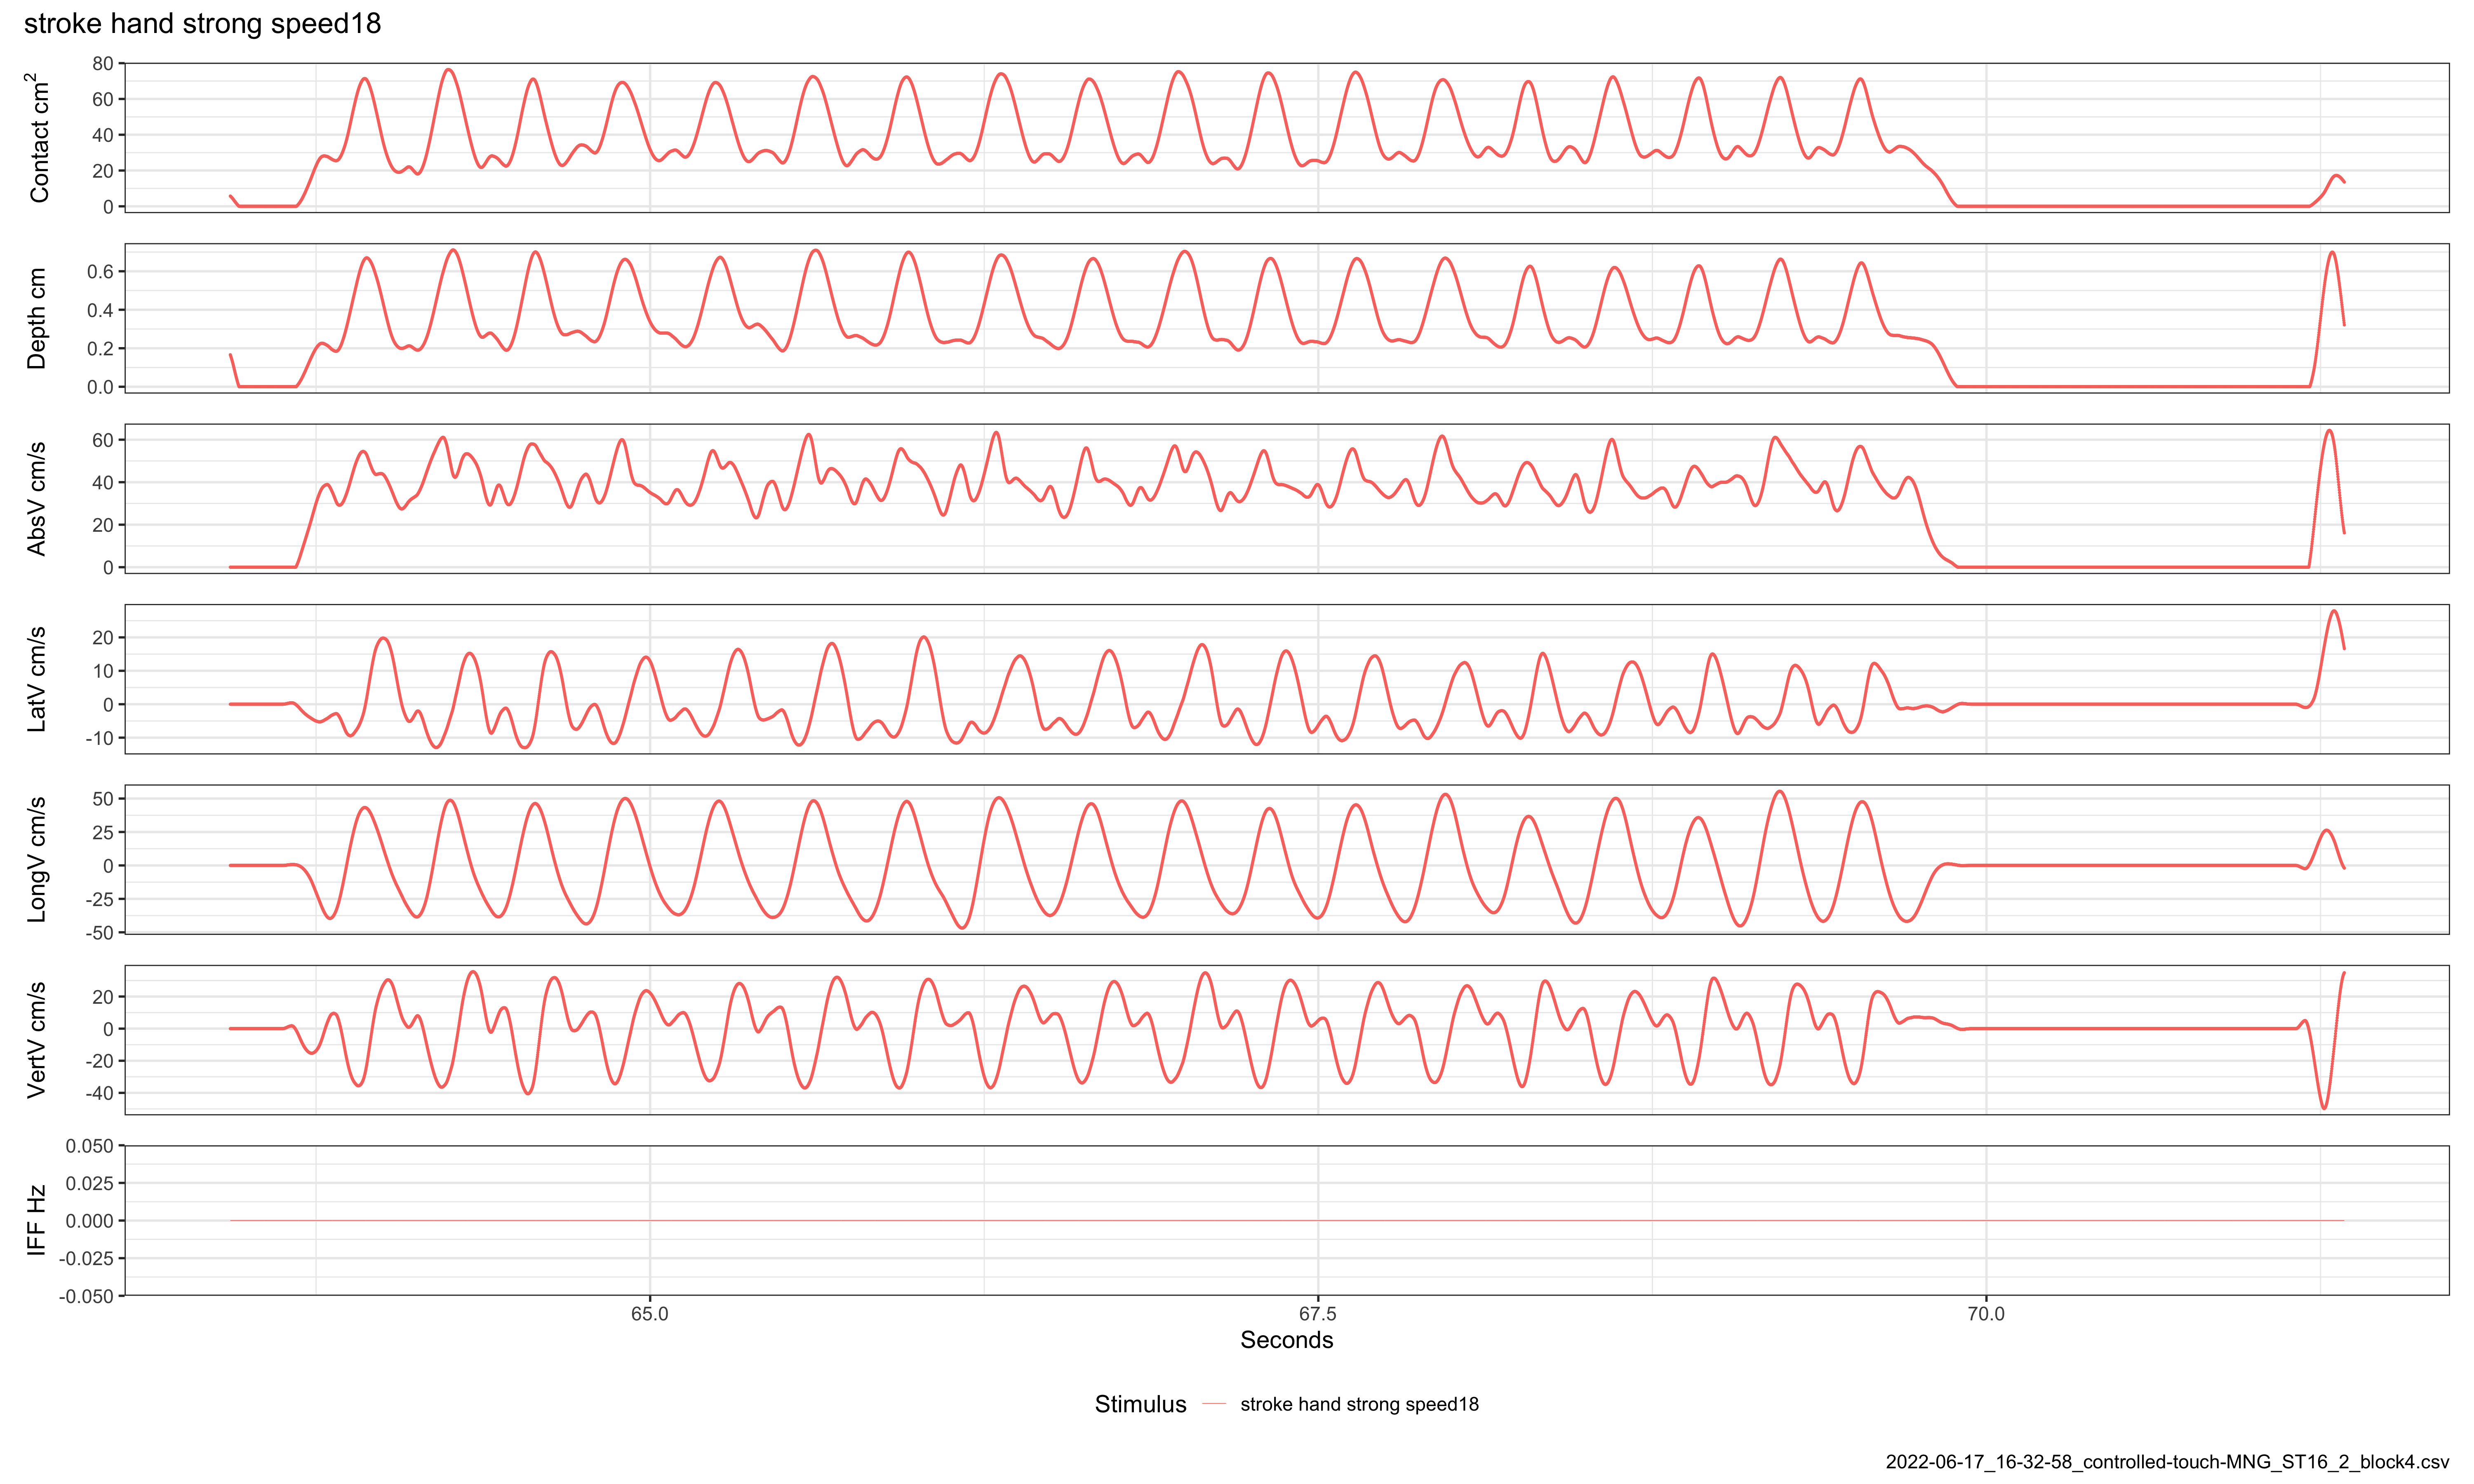 stroke hand strong speed18
Contact cm²
80
60
40
20
0
Depth cm
0.6
0.4
0.2
0.0
AbsV cm/s
60
40
20
0
LatV cm/s
20
10
0
-10
LongV cm/s
50
25
0
-25
-50
VertV cm/s
20
0
-20
-40
IFF Hz
0.050
0.025
0.000
-0.025
-0.050
65.0 67.5 70.0
Seconds
Stimulus stroke hand strong speed18
2022-06-17_16-32-58_controlled-touch-MNG_ST16_2_block4.csv